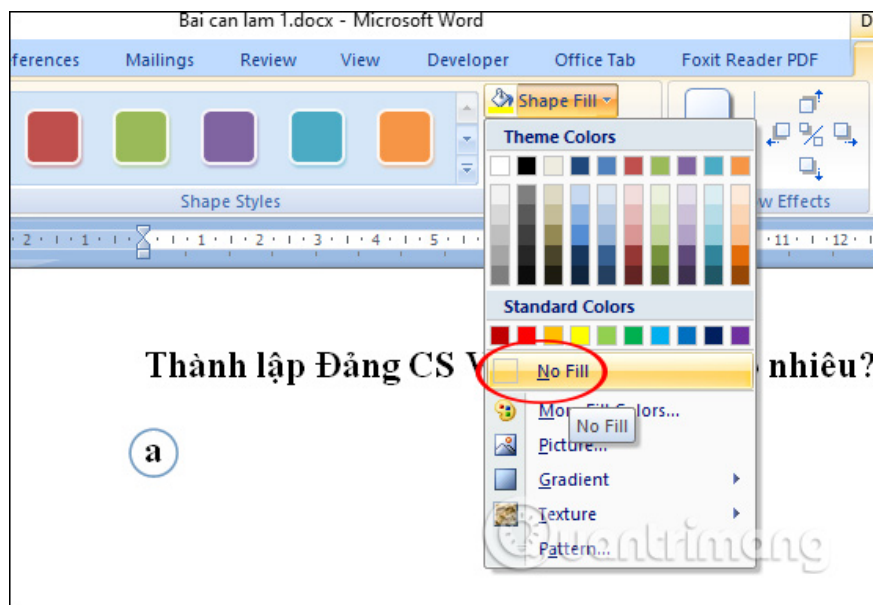 Bai can lam 1.docx - Microsoft Word
ferences Mailings Review View Developer Office Tab Foxit Reader PDF
Shape Fill
Theme Colors
Shape Styles
w Effects
2 1 1 2 3 4 5 11 12
Standard Colors
Thành lập Đảng CS V
nhiêu?
No Fill
More Fill Colors...
No Fill
a
Picture...
Gradient
Texture
Pattern...
Quantrimang